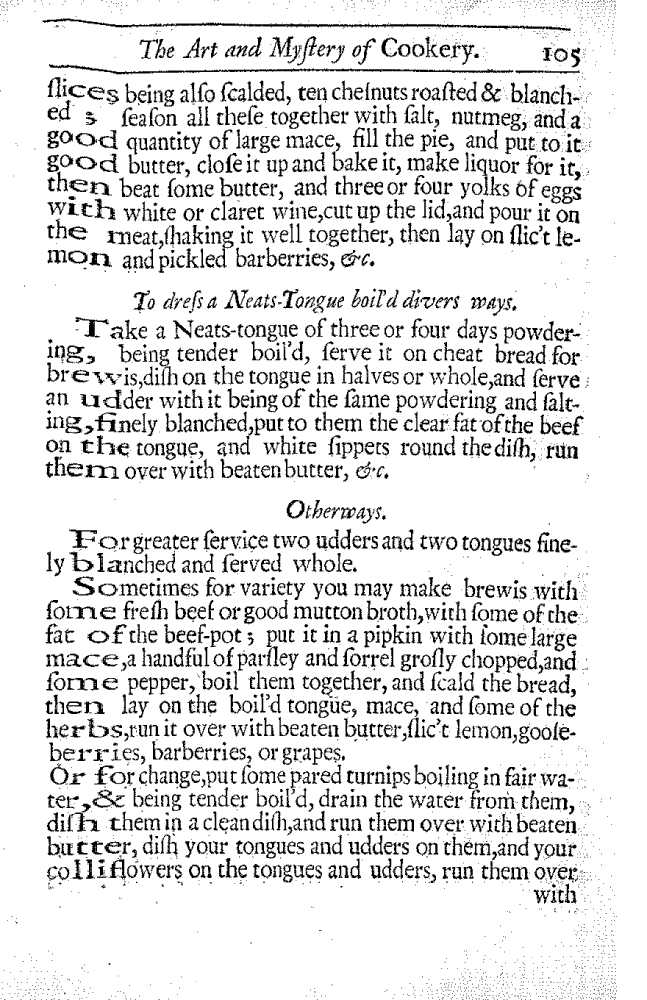 The Art and Myſtery of Cookery. 105
ſlices being alſo ſcalded, ten cheſnuts roaſted & blanch-
ed ; ſeaſon all theſe together with ſalt, nutmeg, and a
good quantity of large mace, fill the pie, and put to it
good butter, cloſe it up and bake it, make liquor for it,
then beat ſome butter, and three or four yolks of eggs
with white or claret wine,cut up the lid,and pour it on
the meat,ſhaking it well together, then lay on ſlic't le-
mon and pickled barberries, &c.
To dreſs a Neats-Tongue boil'd divers ways.
Take a Neats-tongue of three or four days powder-
ing, being tender boil'd, ſerve it on cheat bread for
brewis,diſh on the tongue in halves or whole,and ſerve
an udder with it being of the ſame powdering and ſalt-
ing,finely blanched,put to them the clear fat of the beef
on the tongue, and white ſippets round the diſh, run
them over with beaten butter, &c.
Otherways.
For greater ſervice two udders and two tongues fine-
ly blanched and ſerved whole.
Sometimes for variety you may make brewis with
ſome freſh beef or good mutton broth,with ſome of the
fat of the beef-pot ; put it in a pipkin with ſome large
mace,a handful of parſley and ſorrel groſly chopped,and
ſome pepper, boil them together, and ſcald the bread,
then lay on the boil'd tongue, mace, and ſome of the
herbs,run it over with beaten butter,ſlic't lemon,gooſe-
berries, barberries, or grapes.
Or for change,put ſome pared turnips boiling in fair wa-
ter,& being tender boil'd, drain the water from them,
diſh them in a clean diſh,and run them over with beaten
butter, diſh your tongues and udders on them,and your
colliflowers on the tongues and udders, run them over
with